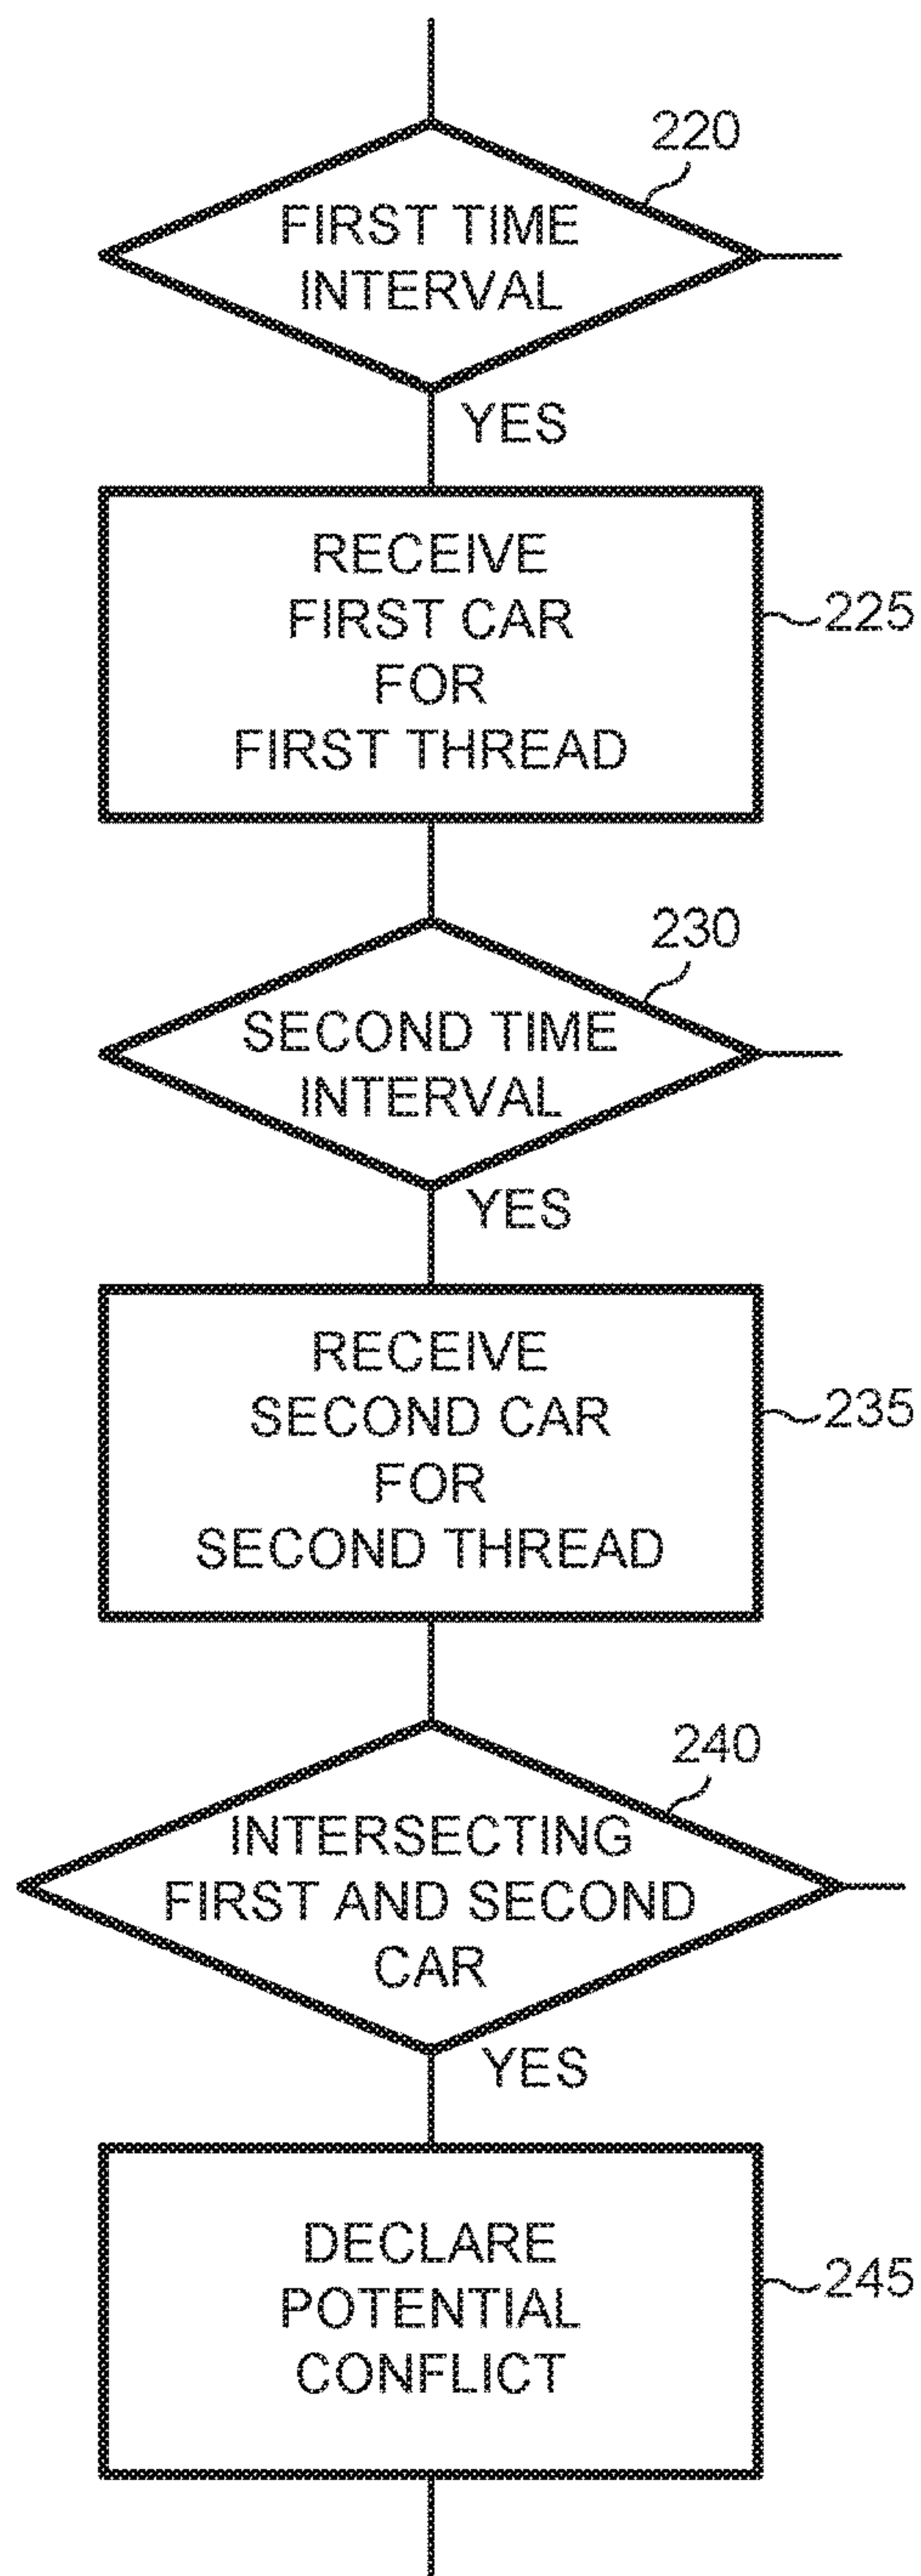 220
FIRST TIME
INTERVAL
YES
RECEIVE
FIRST CAR
FOR
FIRST THREAD
225
230
SECOND TIME
INTERVAL
YES
RECEIVE
SECOND CAR
FOR
SECOND THREAD
235
240
INTERSECTING
FIRST AND SECOND
CAR
YES
DECLARE
POTENTIAL
CONFLICT
245